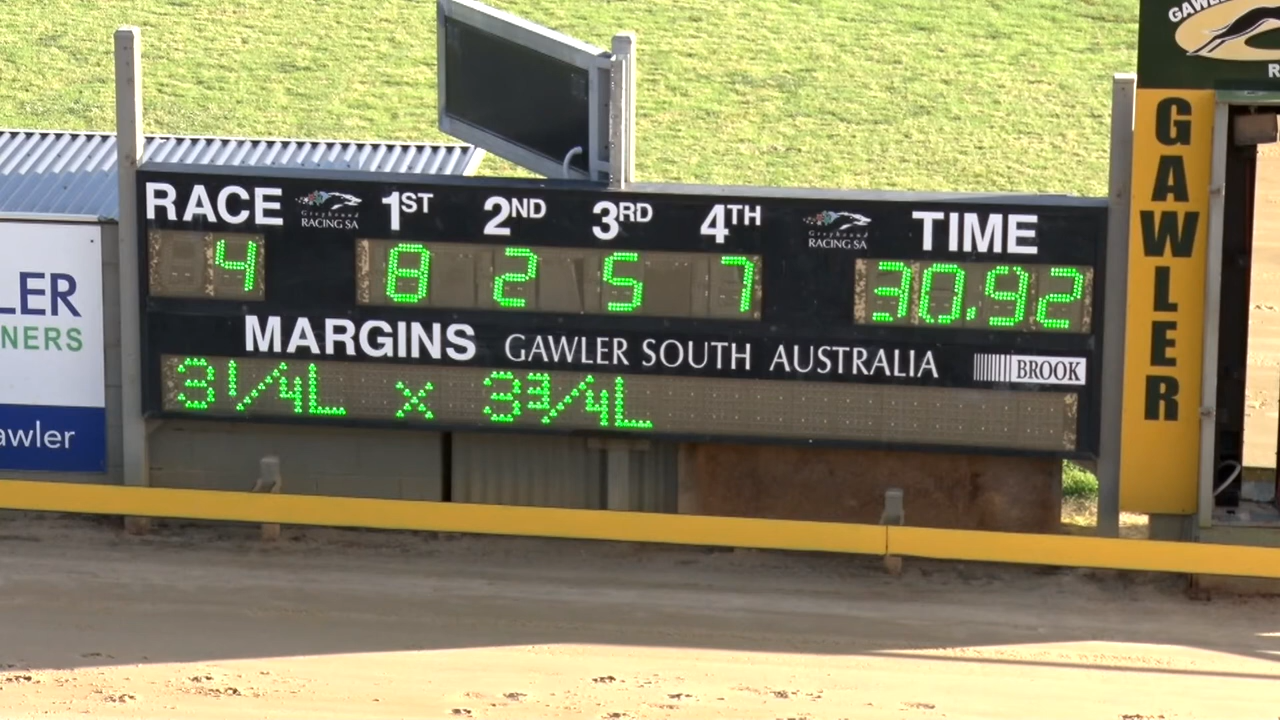 GAWLER
R
RACE 1ST 2ND 3RD 4TH TIME
Greyhound RACING SA
Greyhound RACING SA
4 8 2 5 7 30.92
MARGINS GAWLER SOUTH AUSTRALIA BROOK
3 1/4L x 3 3/4L
GAWLER
LER
NERS
awler